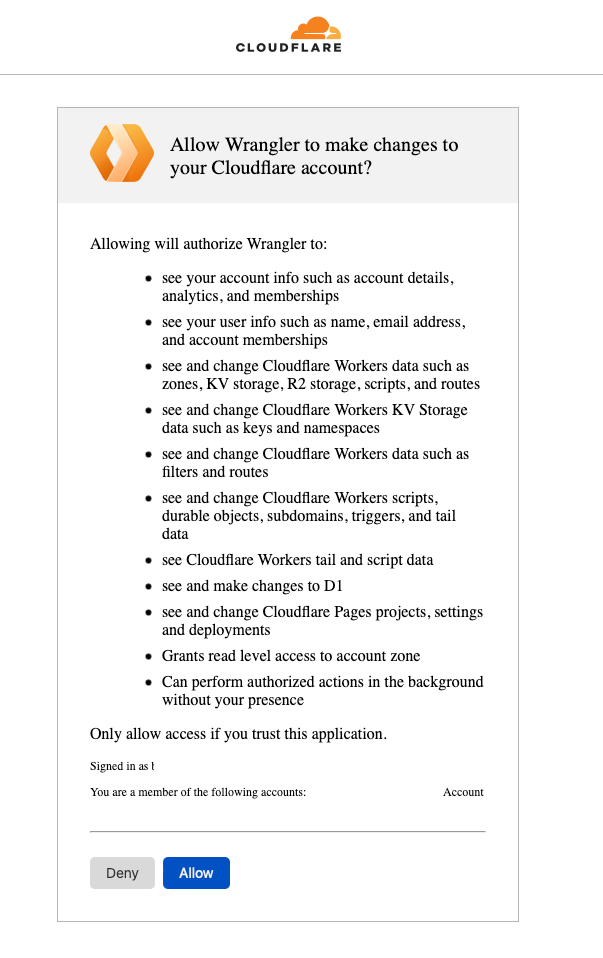 CLOUDFLARE
Allow Wrangler to make changes to
your Cloudflare account?
Allowing will authorize Wrangler to:
• see your account info such as account details,
analytics, and memberships
• see your user info such as name, email address,
and account memberships
• see and change Cloudflare Workers data such as
zones, KV storage, R2 storage, scripts, and routes
• see and change Cloudflare Workers KV Storage
data such as keys and namespaces
• see and change Cloudflare Workers data such as
filters and routes
• see and change Cloudflare Workers scripts,
durable objects, subdomains, triggers, and tail
data
• see Cloudflare Workers tail and script data
• see and make changes to D1
• see and change Cloudflare Pages projects, settings
and deployments
• Grants read level access to account zone
• Can perform authorized actions in the background
without your presence
Only allow access if you trust this application.
Signed in as
You are a member of the following accounts: Account
Deny Allow